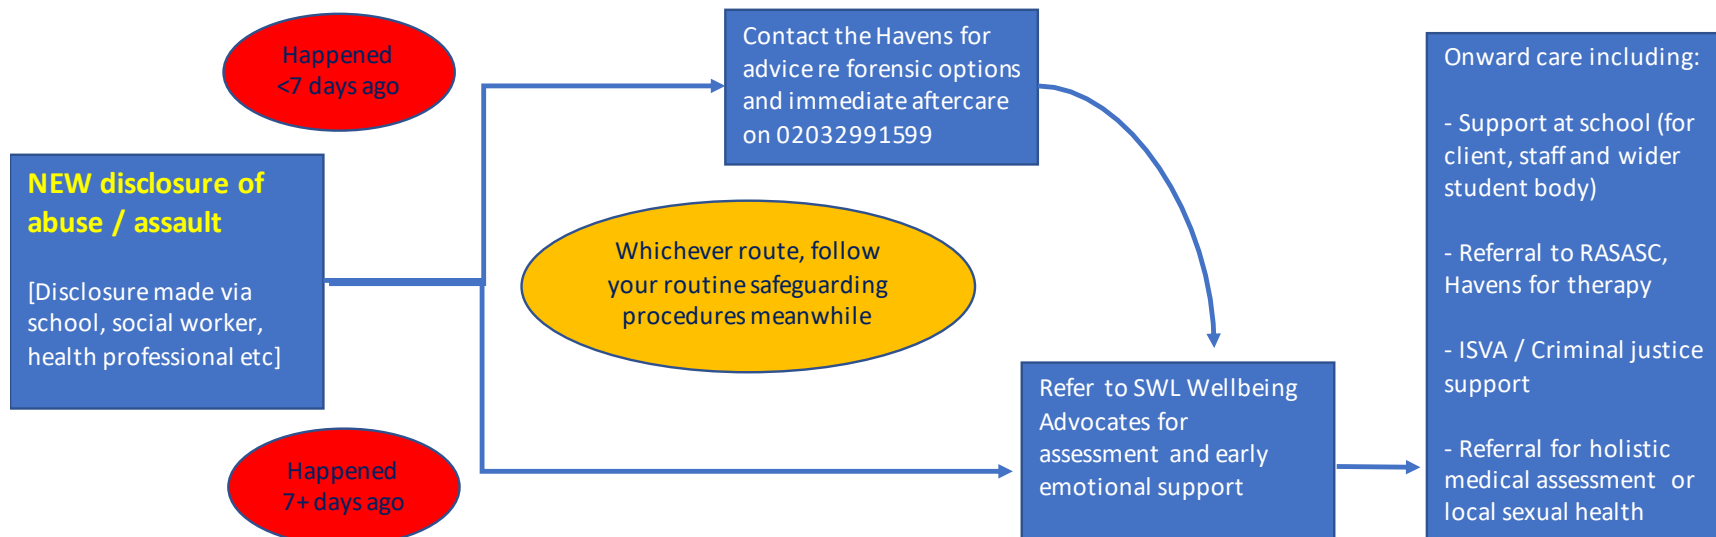 Happened
<7 days ago
Contact the Havens for
advice re forensic options
and immediate aftercare
on 02032991599
NEW disclosure of
abuse / assault
[Disclosure made via
school, social worker,
health professional etc]
Whichever route, follow
your routine safeguarding
procedures meanwhile
Happened
7+ days ago
Refer to SWL Wellbeing
Advocates for
assessment and early
emotional support
Onward care including:
- Support at school (for
client, staff and wider
student body)
- Referral to RASASC,
Havens for therapy
- ISVA / Criminal justice
support
- Referral for holistic
medical assessment or
local sexual health